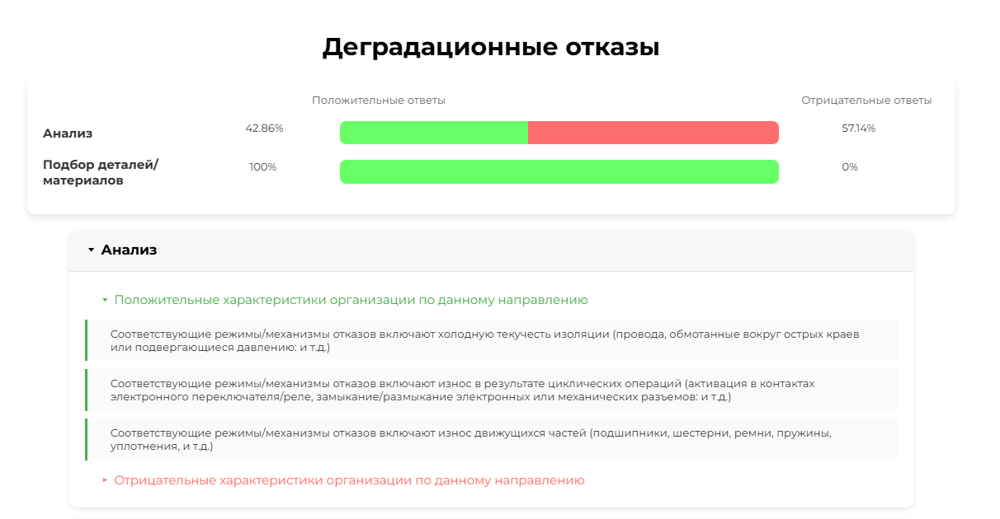 Деградационные отказы
Положительные ответы
Отрицательные ответы
Анализ
42.86%
57.14%
Подбор деталей/
материалов
100%
0%
Анализ
Положительные характеристики организации по данному направлению
Соответствующие режимы/механизмы отказов включают холодную текучесть изоляции (провода, обмотанные вокруг острых краев
или подвергающиеся давлению: и т.д.)
Соответствующие режимы/механизмы отказов включают износ в результате циклических операций (активация в контактах
электронного переключателя/реле, замыкание/размыкание электронных или механических разъемов: и т.д.)
Соответствующие режимы/механизмы отказов включают износ движущихся частей (подшипники, шестерни, ремни, пружины,
уплотнения, и т.д.)
Отрицательные характеристики организации по данному направлению